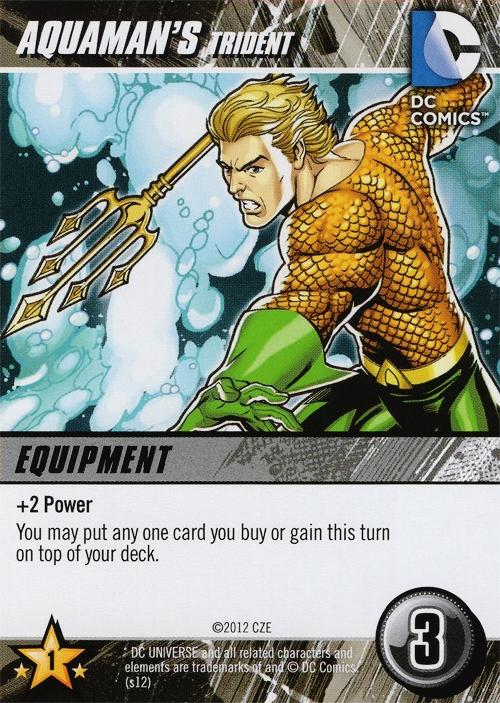 AQUAMAN'S TRIDENT
DC
COMICS™
EQUIPMENT
+2 Power
You may put any one card you buy or gain this turn
on top of your deck.
©2012 CZE
1
DC UNIVERSE and all related characters and
elements are trademarks of and © DC Comics.
(s12)
3